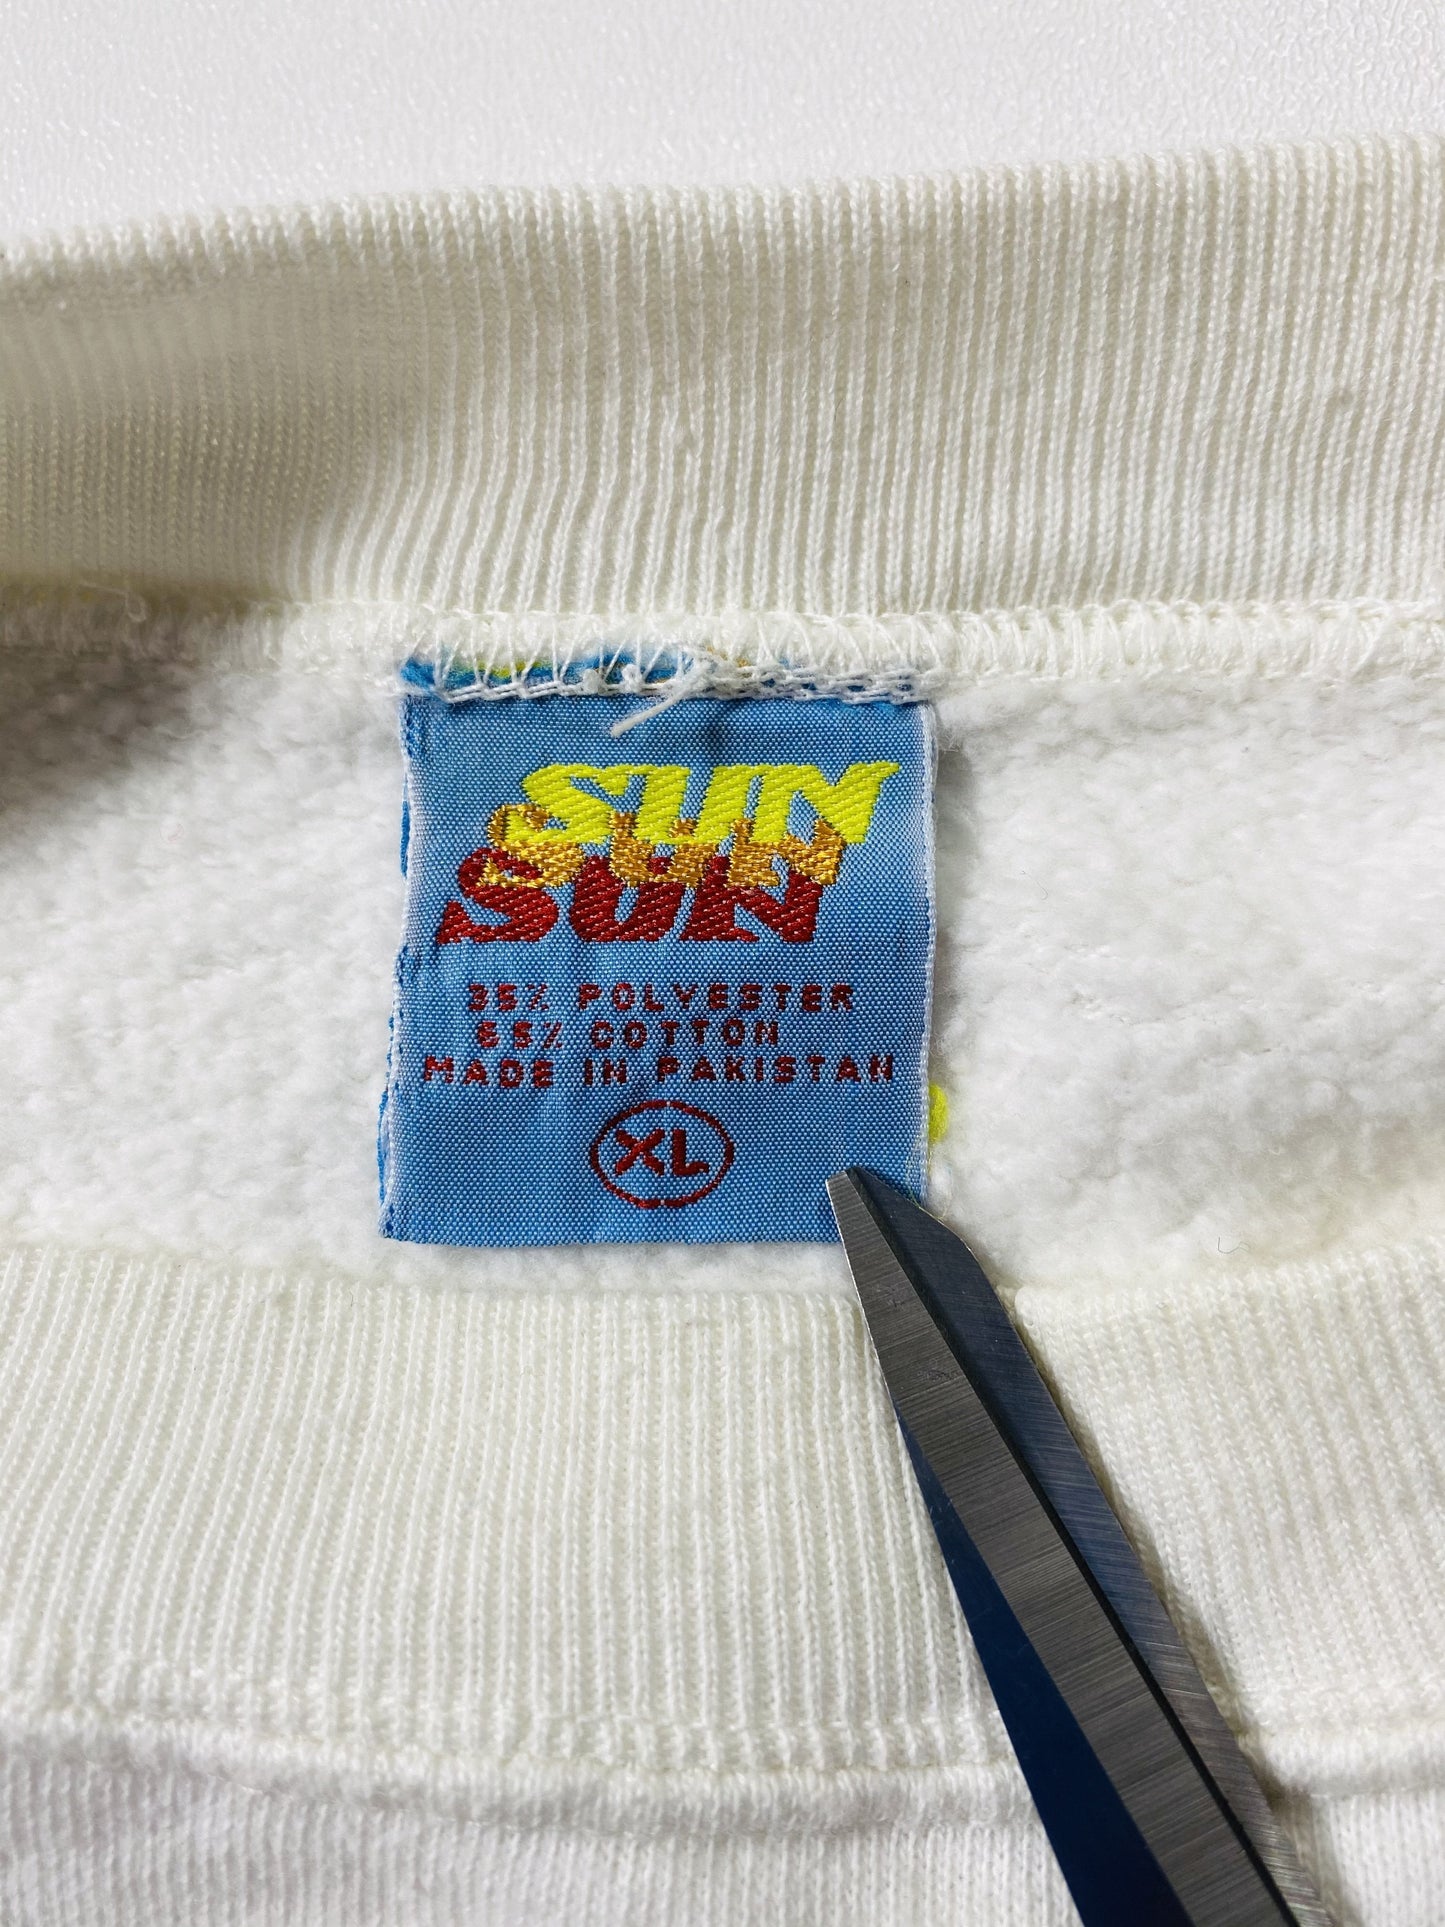 SUN
SUN
SUN
35% POLYESTER
65% COTTON
MADE IN PAKISTAN
XL